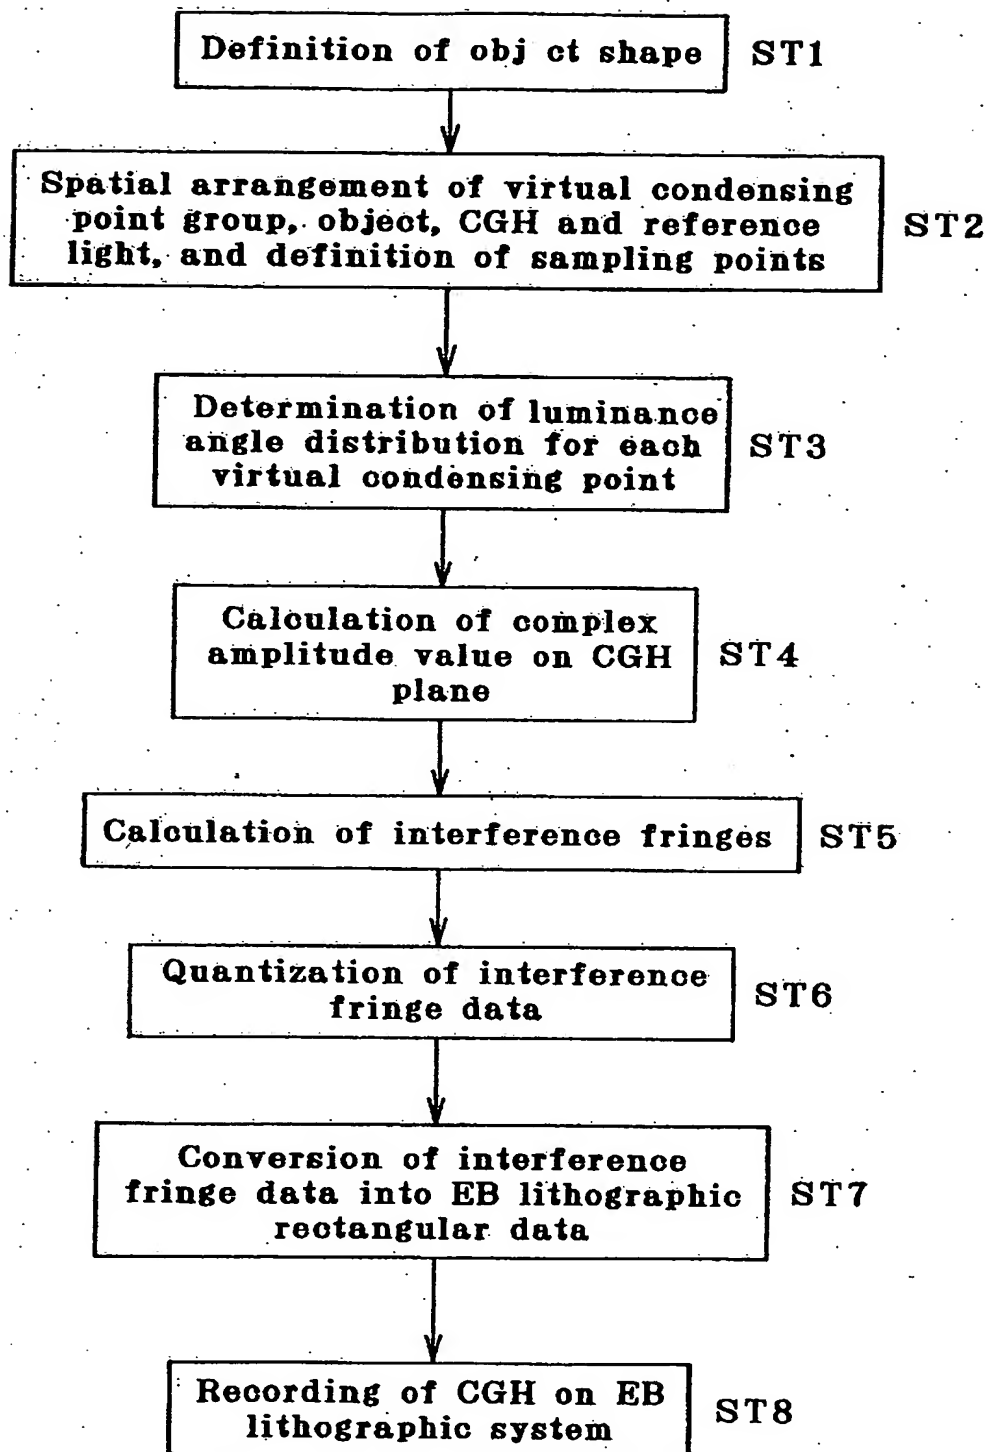 Definition of obj ct shape ST1
Spatial arrangement of virtual condensing
point group, object, CGH and reference
light, and definition of sampling points
ST2
Determination of luminance
angle distribution for each
virtual condensing point
ST3
Calculation of complex
amplitude value on CGH
plane
ST4
Calculation of interference fringes ST5
Quantization of interference
fringe data
ST6
Conversion of interference
fringe data into EB lithographic
rectangular data
ST7
Recording of CGH on EB
lithographic system
ST8